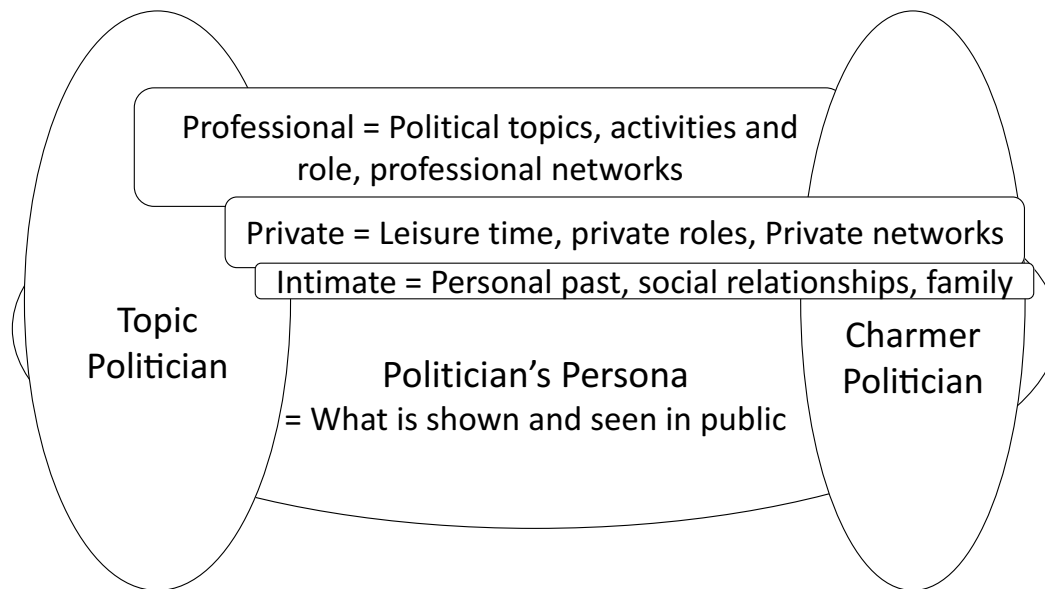 Professional = Political topics, activities and
role, professional networks
Private = Leisure time, private roles, Private networks
Intimate = Personal past, social relationships, family
Topic
Politician
Charmer
Politician
Politician’s Persona
= What is shown and seen in public